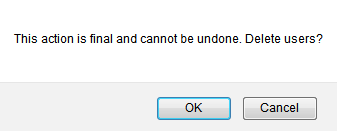 This action is final and cannot be undone. Delete users?
OK
Cancel